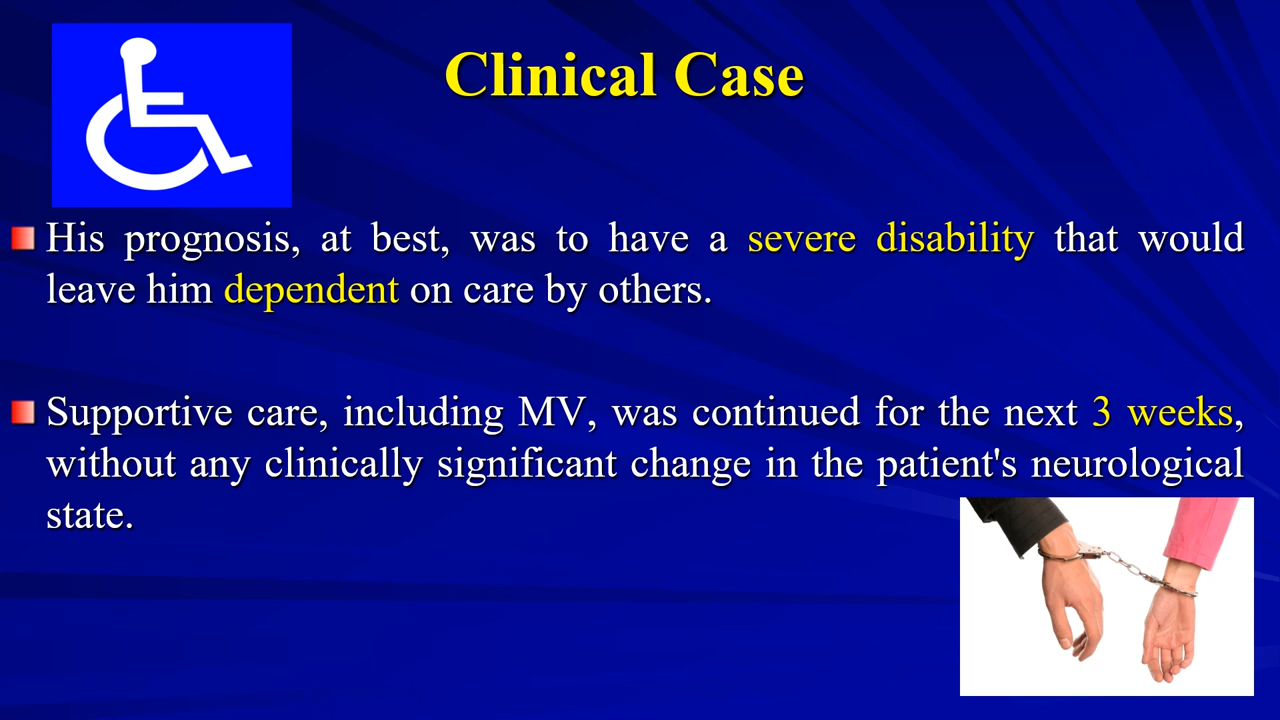 Clinical Case
His prognosis, at best, was to have a severe disability that would
leave him dependent on care by others.
Supportive care, including MV, was continued for the next 3 weeks,
without any clinically significant change in the patient's neurological
state.